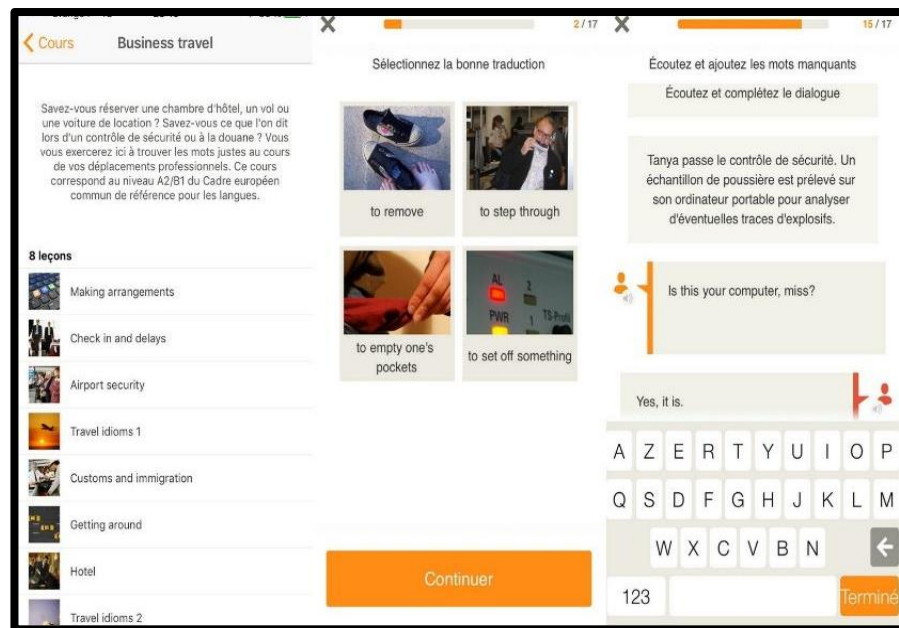 Cours
Business travel
Savez-vous réserver une chambre d'hôtel, un vol ou
une voiture de location ? Savez-vous ce que l'on dit
lors d'un contrôle de sécurité ou à la douane ? Vous
vous exercerez ici à trouver les mots justes au cours
de vos déplacements professionnels. Ce cours
correspond au niveau A2/B1 du Cadre européen
commun de référence pour les langues.
8 leçons
Making arrangements
Check in and delays
Airport security
Travel idioms 1
Customs and immigration
Getting around
Hotel
Travel idioms 2
2 / 17
Sélectionnez la bonne traduction
to remove
to step through
AL
2
PWR
1
to empty one's
pockets
to set off something
Continuer
15 / 17
Écoutez et ajoutez les mots manquants
Écoutez et complétez le dialogue
Tanya passe le contrôle de sécurité. Un
échantillon de poussière est prélevé sur
son ordinateur portable pour analyser
d'éventuelles traces d'explosifs.
Is this your computer, miss?
Yes, it is.
A Z E R T Y U I O P
Q S D F G H J K L M
W X C V B N
123
Terminé